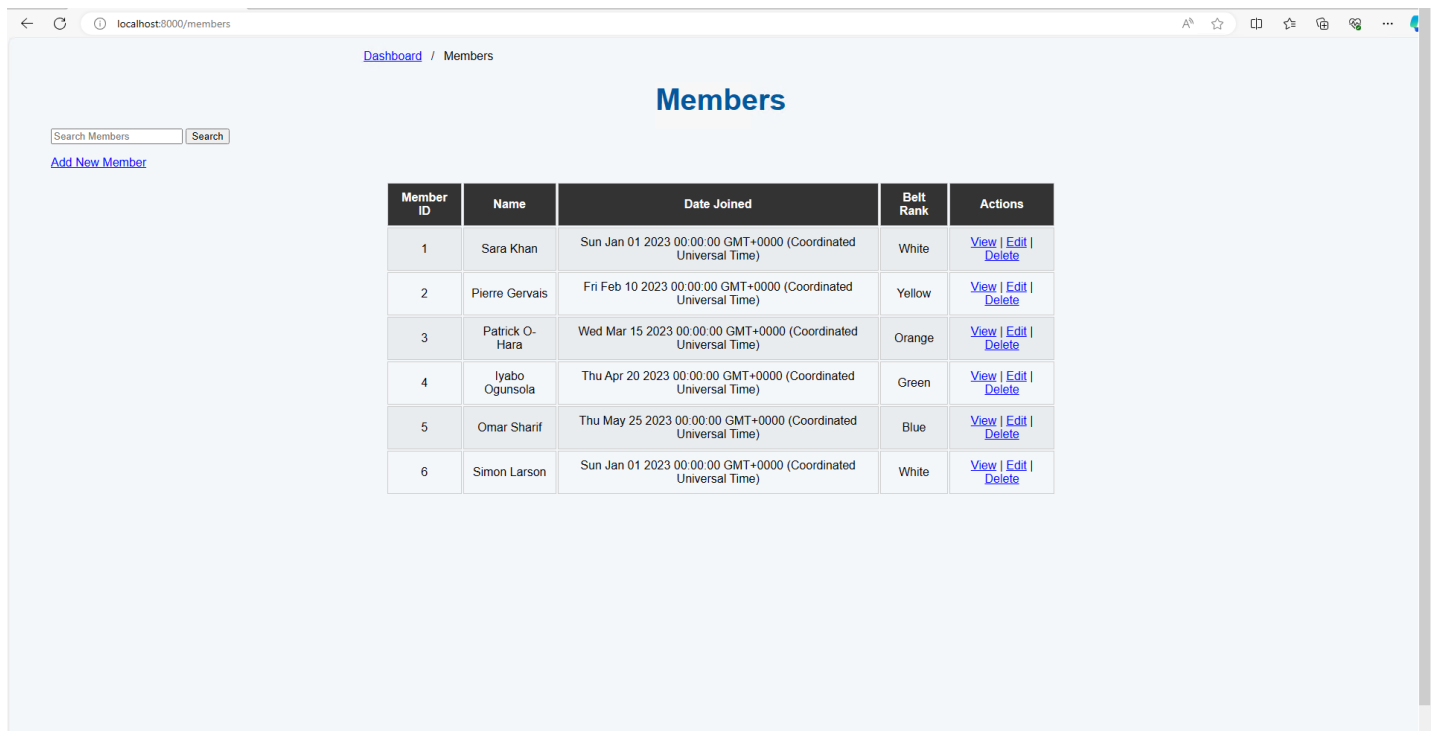 localhost:8000/members
Dashboard / Members
Members
Search Members Search
Add New Member
Member ID Name Date Joined Belt Rank Actions
1 Sara Khan Sun Jan 01 2023 00:00:00 GMT+0000 (Coordinated Universal Time) White View | Edit | Delete
2 Pierre Gervais Fri Feb 10 2023 00:00:00 GMT+0000 (Coordinated Universal Time) Yellow View | Edit | Delete
3 Patrick O-Hara Wed Mar 15 2023 00:00:00 GMT+0000 (Coordinated Universal Time) Orange View | Edit | Delete
4 Iyabo Ogunsola Thu Apr 20 2023 00:00:00 GMT+0000 (Coordinated Universal Time) Green View | Edit | Delete
5 Omar Sharif Thu May 25 2023 00:00:00 GMT+0000 (Coordinated Universal Time) Blue View | Edit | Delete
6 Simon Larson Sun Jan 01 2023 00:00:00 GMT+0000 (Coordinated Universal Time) White View | Edit | Delete